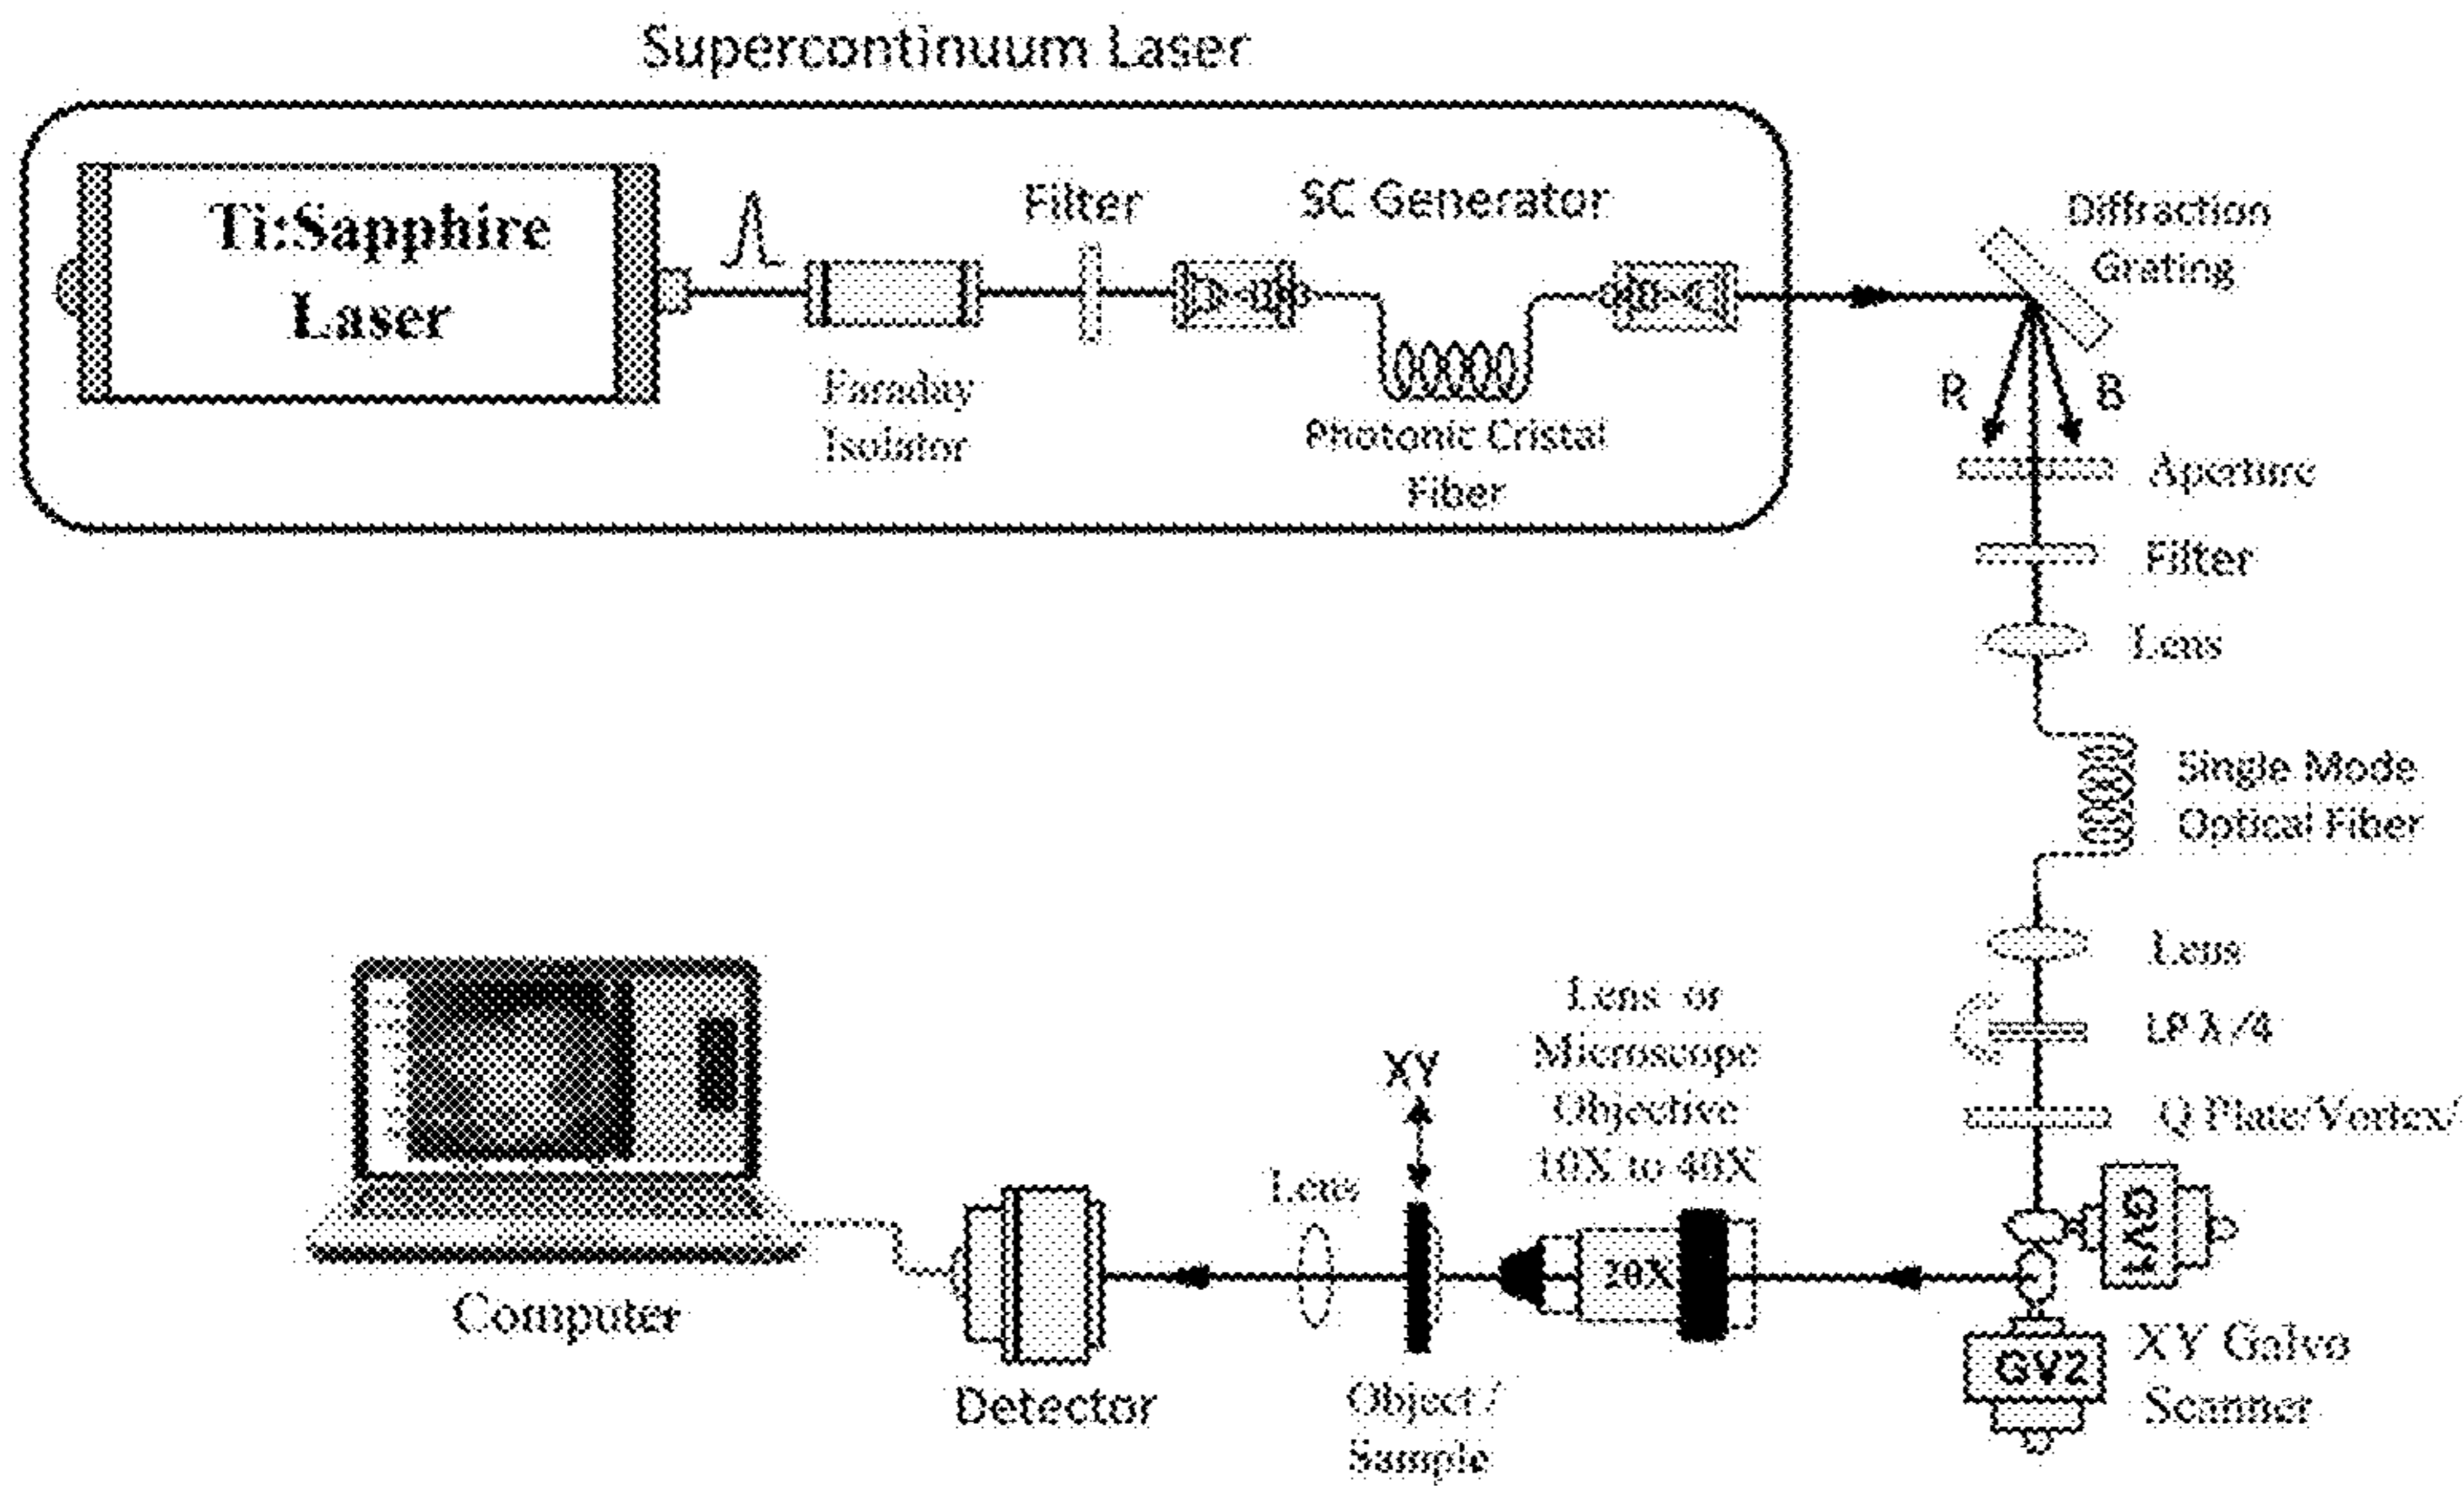 Supercontinuum Laser
Ti:Sapphire
Laser
Filter
SC Generator
Faraday
Isolator
Photonic Cristal
Fiber
Diffraction
Grating
R
B
Aperture
Filter
Lens
Single Mode
Optical Fiber
Lens
LP λ/4
Q Plate/Vortex/
GV1
XY Galvo
Scanner
GV2
Lens or
Microscope
Objective
10X to 40X
20X
XY
Lens
Object/
Sample
Detector
Computer